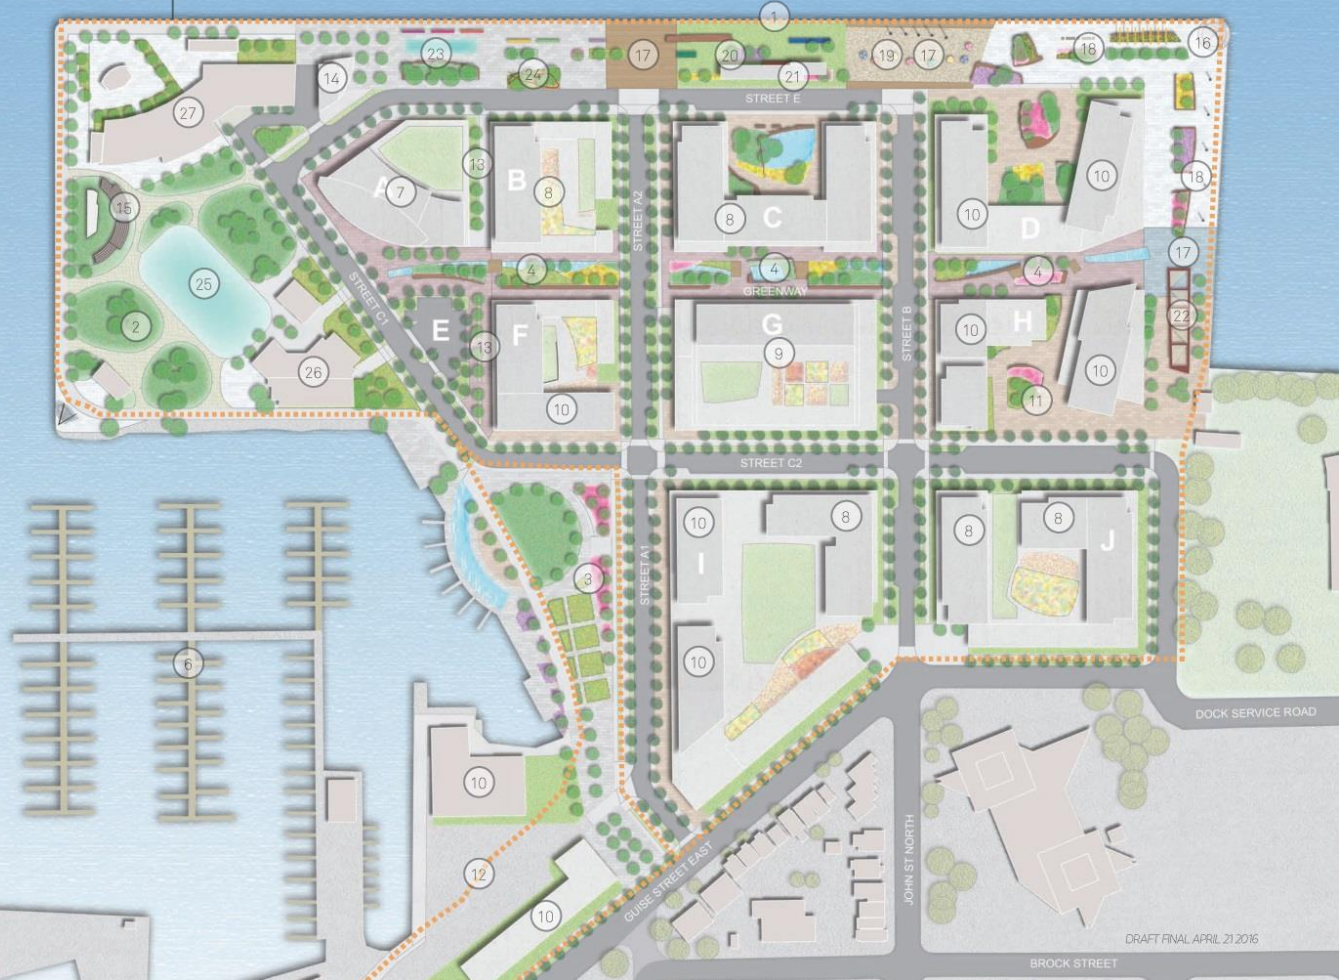 1
16
23
17
20
19
17
18
24
21
14
STREET E
27
13
A
7
B
8
STREET A2
C
8
10
10
D
18
15
25
STREET C1
4
4
GREENWAY
4
17
2
E
13
F
G
9
STREET B
10
H
22
26
10
10
11
STREET C2
10
8
8
8
J
I
3
STREET A1
6
10
DOCK SERVICE ROAD
10
12
10
GUISE STREET EAST
JOHN ST NORTH
DRAFT FINAL APRIL 21 2016
BROCK STREET